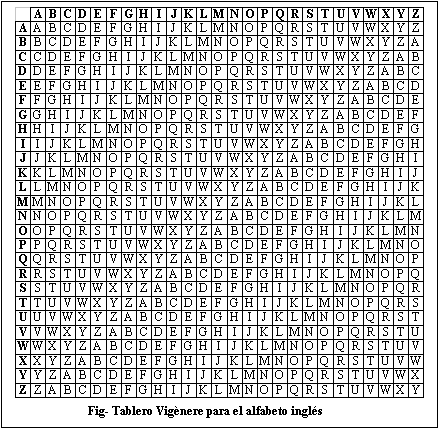 A B C D E F G H I J K L M N O P Q R S T U V W X Y Z
A A B C D E F G H I J K L M N O P Q R S T U V W X Y Z
B B C D E F G H I J K L M N O P Q R S T U V W X Y Z A
C C D E F G H I J K L M N O P Q R S T U V W X Y Z A B
D D E F G H I J K L M N O P Q R S T U V W X Y Z A B C
E E F G H I J K L M N O P Q R S T U V W X Y Z A B C D
F F G H I J K L M N O P Q R S T U V W X Y Z A B C D E
G G H I J K L M N O P Q R S T U V W X Y Z A B C D E F
H H I J K L M N O P Q R S T U V W X Y Z A B C D E F G
I I J K L M N O P Q R S T U V W X Y Z A B C D E F G H
J J K L M N O P Q R S T U V W X Y Z A B C D E F G H I
K K L M N O P Q R S T U V W X Y Z A B C D E F G H I J
L L M N O P Q R S T U V W X Y Z A B C D E F G H I J K
M M N O P Q R S T U V W X Y Z A B C D E F G H I J K L
N N O P Q R S T U V W X Y Z A B C D E F G H I J K L M
O O P Q R S T U V W X Y Z A B C D E F G H I J K L M N
P P Q R S T U V W X Y Z A B C D E F G H I J K L M N O
Q Q R S T U V W X Y Z A B C D E F G H I J K L M N O P
R R S T U V W X Y Z A B C D E F G H I J K L M N O P Q
S S T U V W X Y Z A B C D E F G H I J K L M N O P Q R
T T U V W X Y Z A B C D E F G H I J K L M N O P Q R S
U U V W X Y Z A B C D E F G H I J K L M N O P Q R S T
V V W X Y Z A B C D E F G H I J K L M N O P Q R S T U
W W X Y Z A B C D E F G H I J K L M N O P Q R S T U V
X X Y Z A B C D E F G H I J K L M N O P Q R S T U V W
Y Y Z A B C D E F G H I J K L M N O P Q R S T U V W X
Z Z A B C D E F G H I J K L M N O P Q R S T U V W X Y
Fig- Tablero Vigènere para el alfabeto inglés